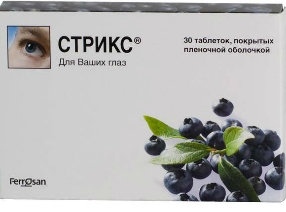 СТРИКС®
Для Ваших глаз
30 таблеток, покрытых
пленочной оболочкой
Ferrosan